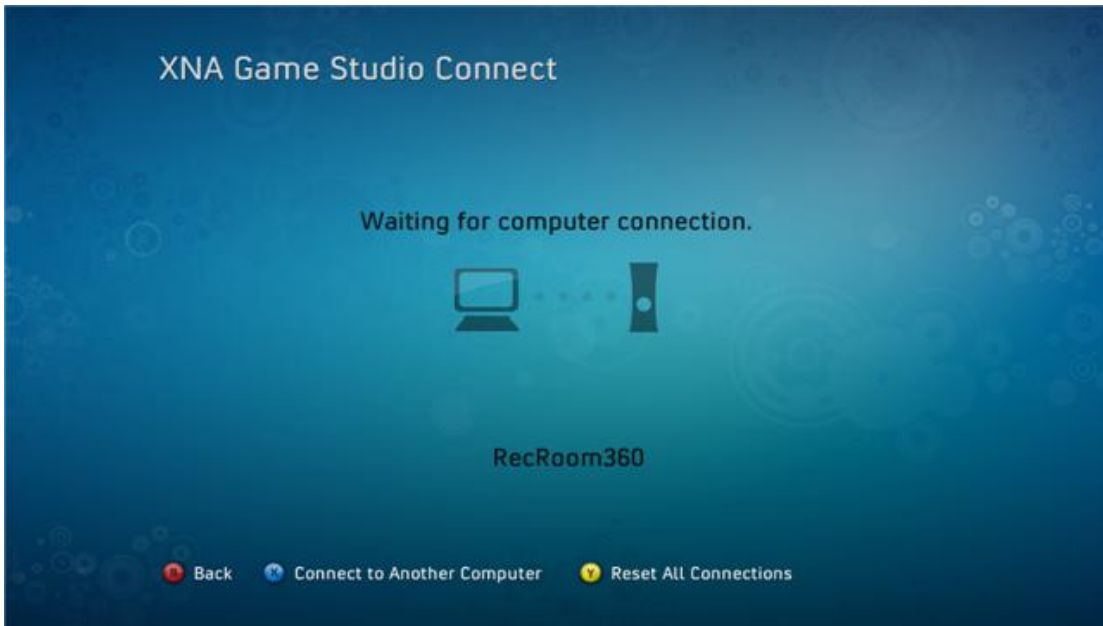 XNA Game Studio Connect
Waiting for computer connection.
RecRoom360
B Back X Connect to Another Computer Y Reset All Connections